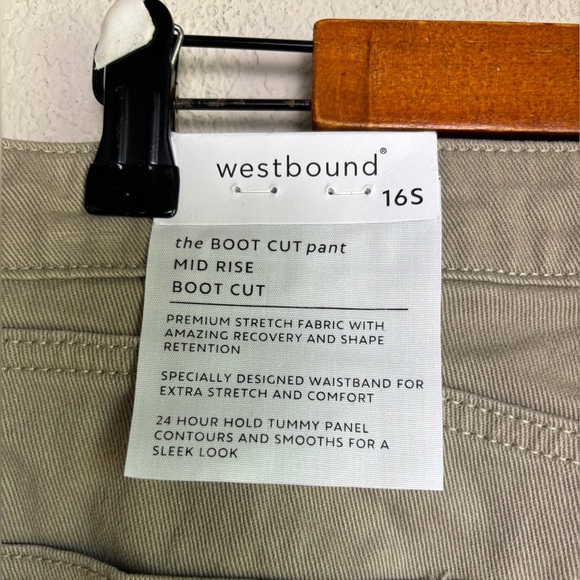 westbound®
16S
the BOOT CUT pant
MID RISE
BOOT CUT
PREMIUM STRETCH FABRIC WITH
AMAZING RECOVERY AND SHAPE
RETENTION
SPECIALLY DESIGNED WAISTBAND FOR
EXTRA STRETCH AND COMFORT
24 HOUR HOLD TUMMY PANEL
CONTOURS AND SMOOTHS FOR A
SLEEK LOOK